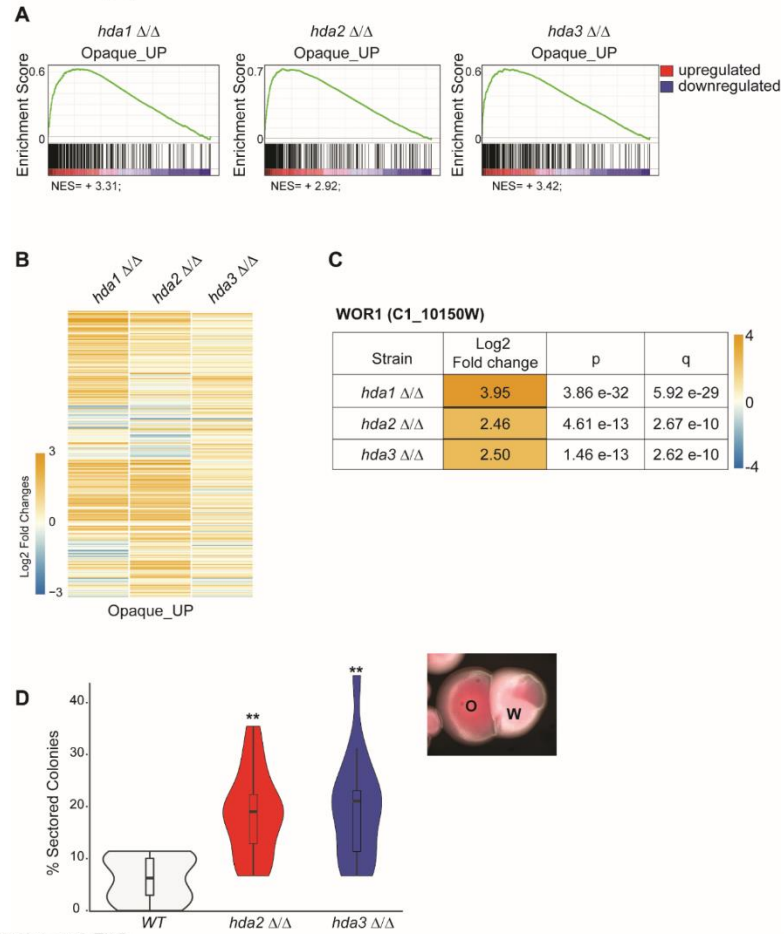 A
hda1 Δ/Δ
Opaque_UP
hda2 Δ/Δ
Opaque_UP
hda3 Δ/Δ
Opaque_UP
Enrichment Score
0.6
0
Enrichment Score
0.7
0
Enrichment Score
0.6
0
upregulated
downregulated
NES= + 3.31;
NES= + 2.92;
NES= + 3.42;
B
hda1 Δ/Δ
hda2 Δ/Δ
hda3 Δ/Δ
Log2 Fold Changes
3
0
−3
Opaque_UP
C
WOR1 (C1_10150W)
Strain Log2 Fold change p q
hda1 Δ/Δ 3.95 3.86 e-32 5.92 e-29
hda2 Δ/Δ 2.46 4.61 e-13 2.67 e-10
hda3 Δ/Δ 2.50 1.46 e-13 2.62 e-10
4
0
-4
D
% Sectored Colonies
40
30
20
10
0
**
**
WT
hda2 Δ/Δ
hda3 Δ/Δ
O
W